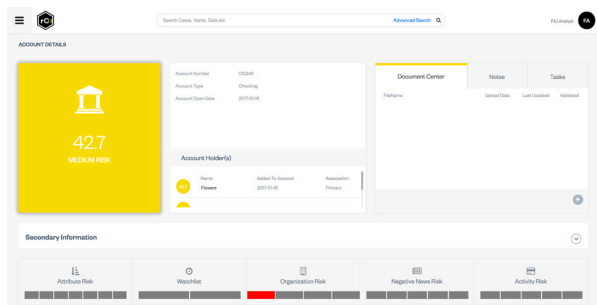 rC!
Search Cases, Name, Data etc
Advanced Search
FIU Analyst
FA
ACCOUNT DETAILS
42.7
MEDIUM RISK
Account Number
Account Type Checking
Account Open Date 2017-01-16
Account Holder(s)
Name Added To Account Association
Flowers 2017-01-16 Primary
Document Center Notes Tasks
FileName Upload Date Last Updated Validated
Secondary Information
Attribute Risk
Watchlist
Organization Risk
Negative News Risk
Activity Risk